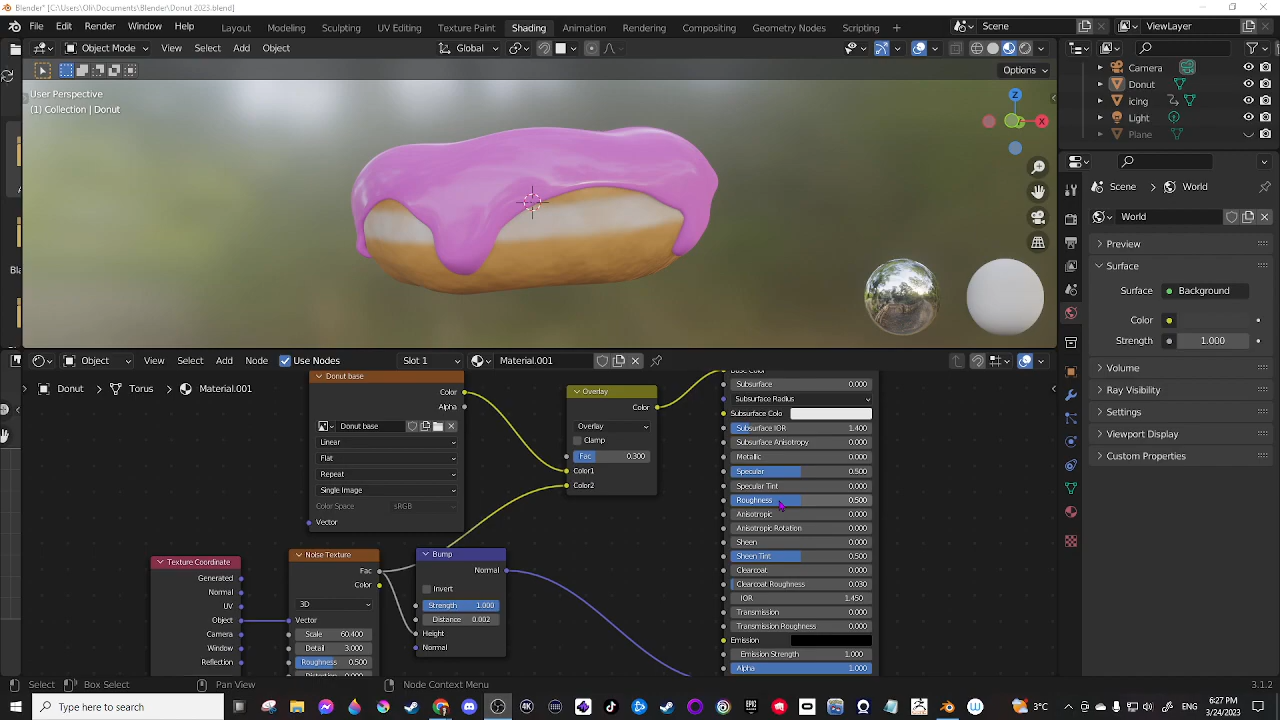 Blender* [C:\Users\Oli\Documents\Blender\Donut 2023.blend]
File Edit Render Window Help Layout Modeling Sculpting UV Editing Texture Paint Shading Animation Rendering Compositing Geometry Nodes Scripting Scene ViewLayer
Object Mode View Select Add Object Global
Options
User Perspective
(1) Collection | Donut
Z
X
Camera
Donut
icing
Light
Plane
Scene World
World
Preview
Surface
Surface Background
Color
Strength 1.000
Volume
Ray Visibility
Settings
Viewport Display
Custom Properties
Object View Select Add Node Use Nodes Slot 1 Material.001
Donut Torus Material.001
Donut base
Color
Alpha
Donut base
Linear
Flat
Repeat
Single Image
Color Space sRGB
Vector
Overlay
Color
Overlay
Clamp
Fac 0.300
Color1
Color2
Texture Coordinate
Generated
Normal
UV
Object
Camera
Window
Reflection
Noise Texture
Fac
Color
3D
Vector
Scale 60.400
Detail 3.000
Roughness 0.500
Bump
Normal
Invert
Strength 1.000
Distance 0.002
Height
Normal
Base Color
Subsurface 0.000
Subsurface Radius
Subsurface Colo
Subsurface IOR 1.400
Subsurface Anisotropy 0.000
Metallic 0.000
Specular 0.500
Specular Tint 0.000
Roughness 0.500
Anisotropic 0.000
Anisotropic Rotation 0.000
Sheen 0.000
Sheen Tint 0.500
Clearcoat 0.000
Clearcoat Roughness 0.030
IOR 1.450
Transmission 0.000
Transmission Roughness 0.000
Emission
Emission Strength 1.000
Alpha 1.000
Select Box Select Pan View Node Context Menu 3.1.2
Type here to search 3°C 6:27 PM
3/24/2023